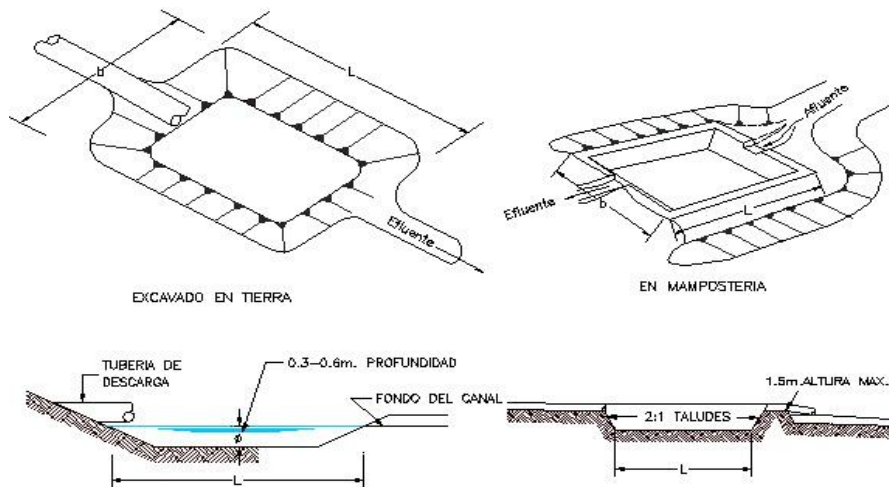 b
L
EXCAVADO EN TIERRA
Efluente
Afluente
Efluente
b
L
EN MAMPOSTERIA
TUBERIA DE
DESCARGA
0.3-0.6m. PROFUNDIDAD
FONDO DEL CANAL
L
1.5m.ALTURA MAX.
2:1 TALUDES
L